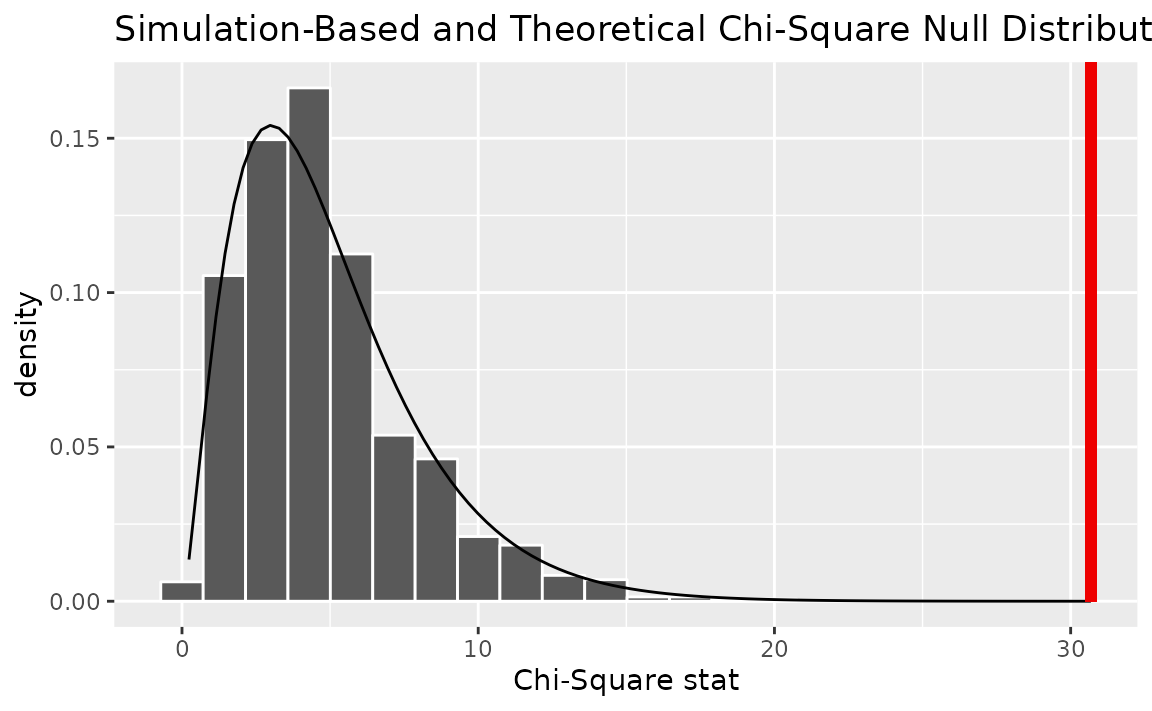 Simulation-Based and Theoretical Chi-Square Null Distribut
0.15
0.10
0.05
0.00
density
0
10
20
30
Chi-Square stat